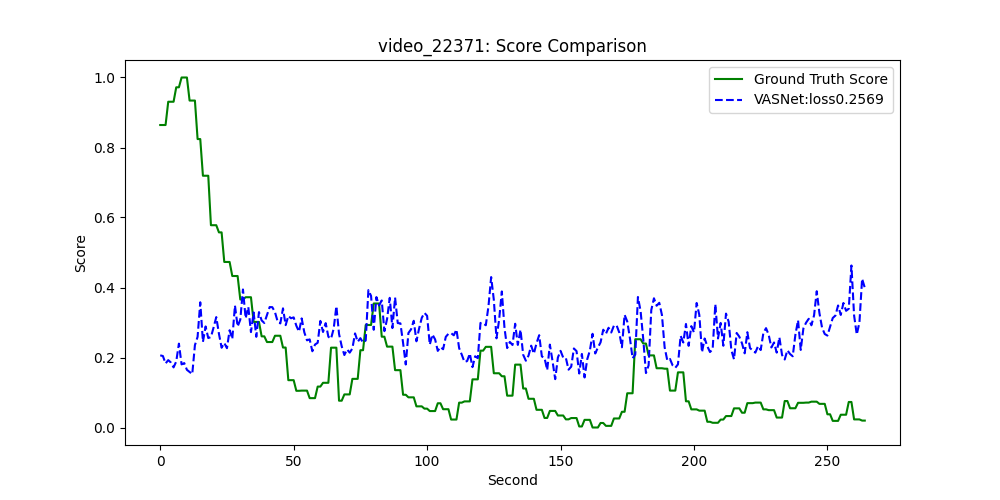 video_22371: Score Comparison
Ground Truth Score
VASNet:loss0.2569
Score
1.0
0.8
0.6
0.4
0.2
0.0
0 50 100 150 200 250
Second